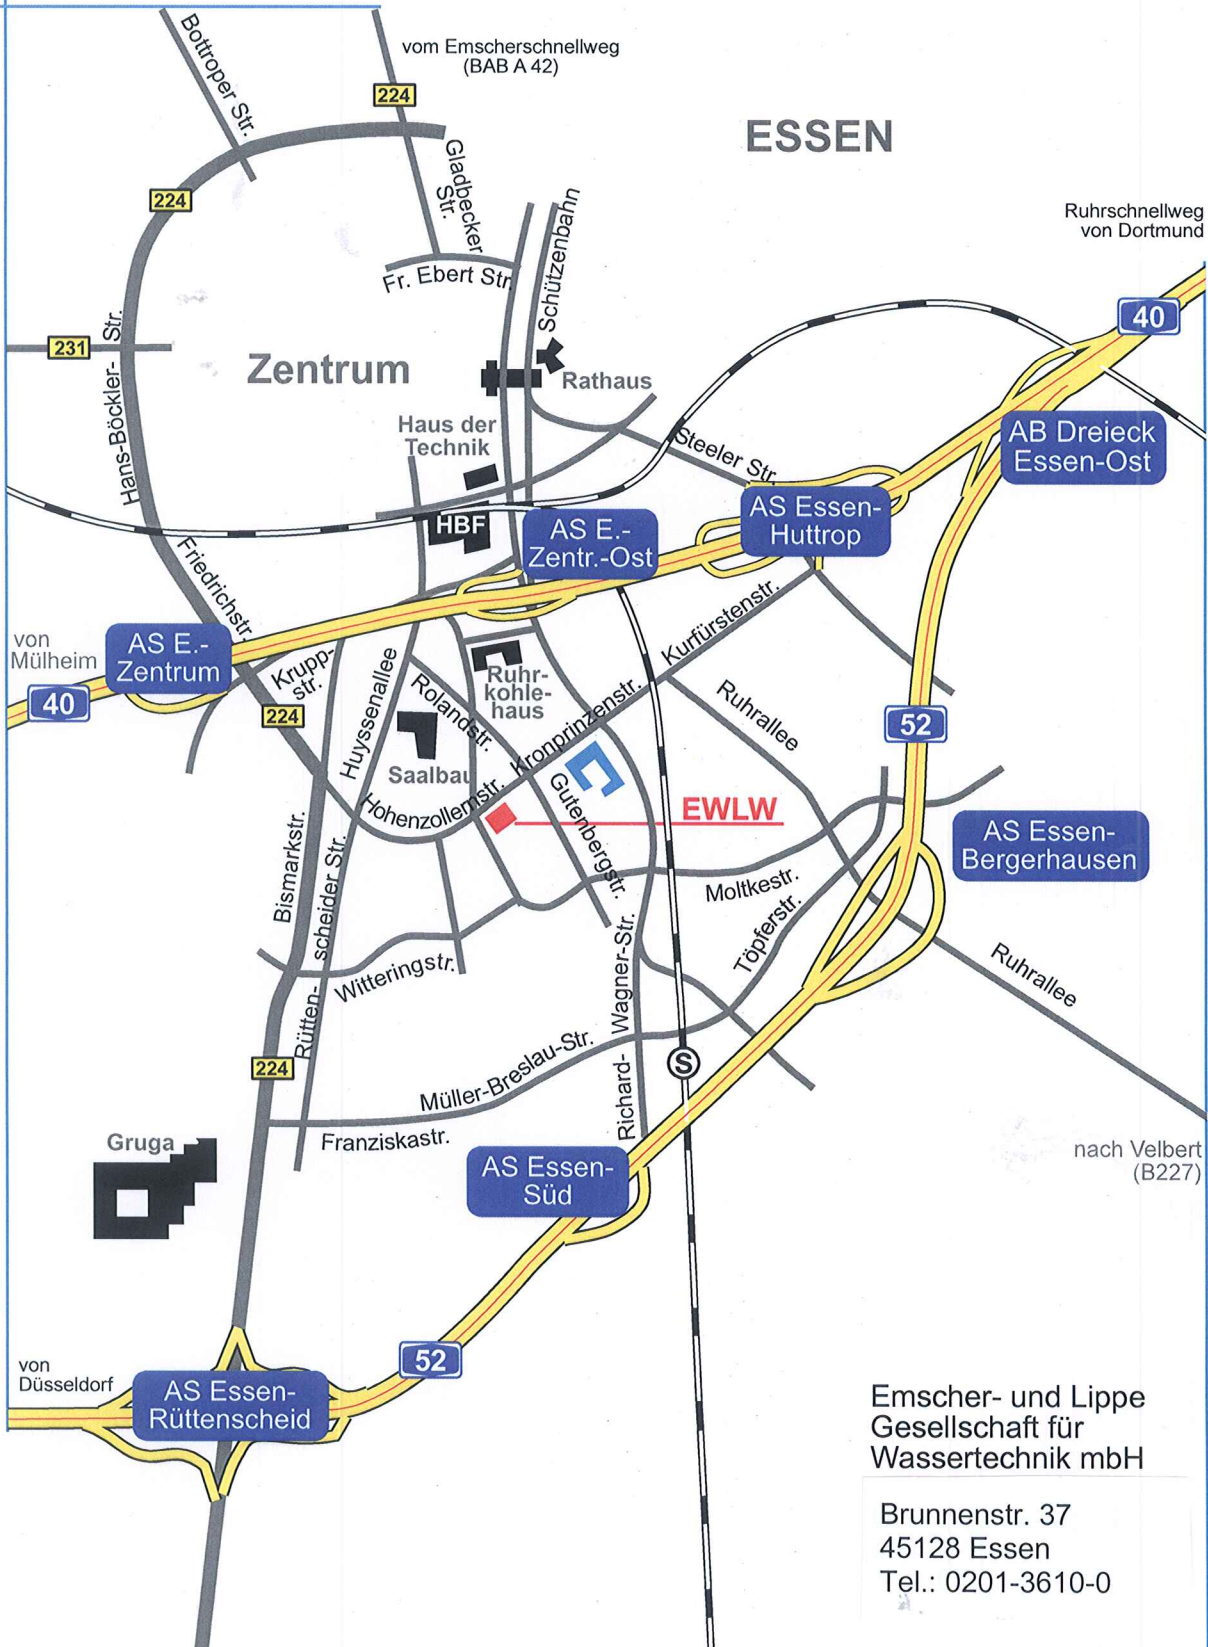 Bottroper Str.
vom Emscherschnellweg
(BAB A 42)
224
ESSEN
Gladbecker
Str.
224
Schützenbahn
Ruhrschnellweg
von Dortmund
Fr. Ebert Str.
40
231
Hans-Böckler- Str.
Zentrum
Rathaus
Haus der
Technik
Steeler Str.
AB Dreieck
Essen-Ost
HBF
AS E.-
Zentr.-Ost
AS Essen-
Huttrop
Friedrichstr.
von
Mülheim
AS E.-
Zentrum
40
Krupp-
str.
224
Huyssenallee
Rolandstr.
Ruhr-
kohle-
haus
Kurfürstenstr.
Kronprinzenstr.
Ruhrallee
52
Saalbau
Hohenzollernstr.
Gutenbergstr.
EWLW
AS Essen-
Bergerhausen
Bismarkstr.
Rütten- scheider Str.
Moltkestr.
Töpferstr.
Witteringstr.
Richard- Wagner-Str.
Ruhrallee
224
Müller-Breslau-Str.
S
Franziskastr.
Gruga
AS Essen-
Süd
nach Velbert
(B227)
52
von
Düsseldorf
AS Essen-
Rüttenscheid
Emscher- und Lippe
Gesellschaft für
Wassertechnik mbH
Brunnenstr. 37
45128 Essen
Tel.: 0201-3610-0